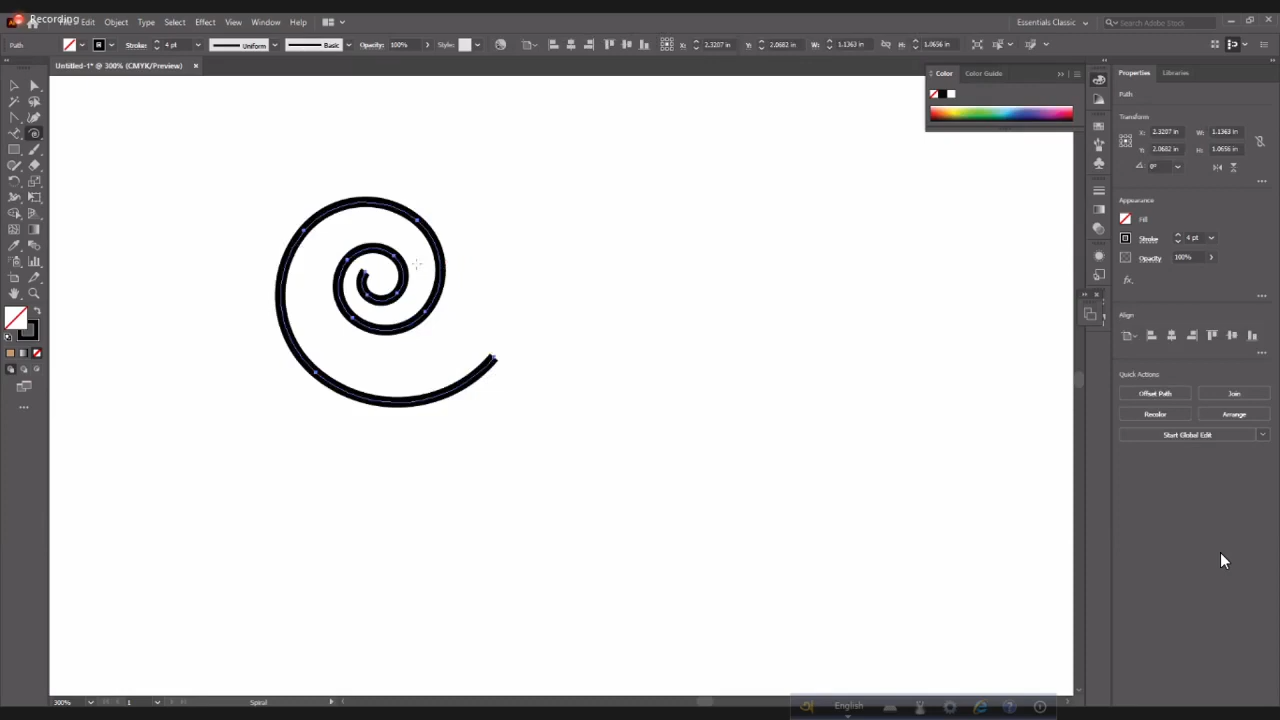 Recording
Edit Object Type Select Effect View Window Help
Essentials Classic
Search Adobe Stock
Path
Stroke: 4 pt Uniform Basic Opacity: 100% Style:
X: 2.3207 in Y: 2.0682 in W: 1.1363 in H: 1.0656 in
Untitled-1* @ 300% (CMYK/Preview)
Color Color Guide
Properties Libraries
Path
Transform
X: 2.3207 in W: 1.1363 in
Y: 2.0682 in H: 1.0656 in
0°
Appearance
Fill
Stroke 4 pt
Opacity 100%
fx
Align
Quick Actions
Offset Path Join
Recolor Arrange
Start Global Edit
300% 1 Spiral
English